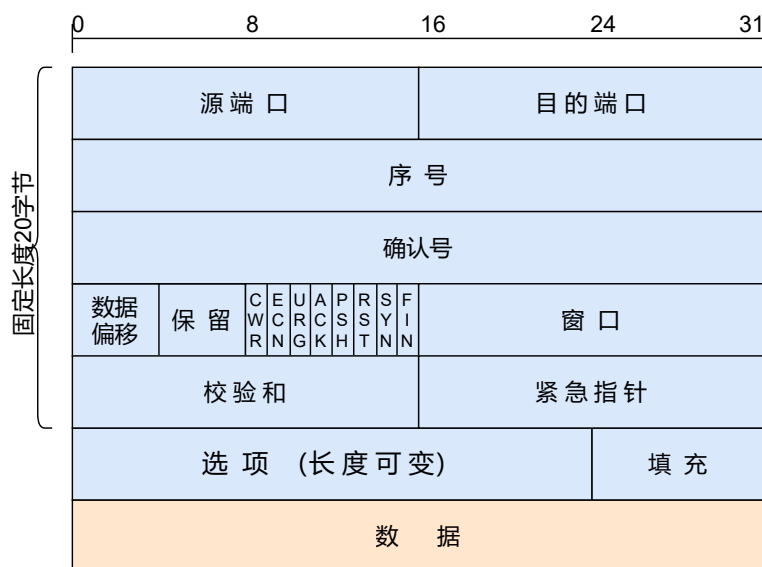 0 8 16 24 31
源端口 目的端口
序号
确认号
固定长度20字节
数据
偏移
保留
CWR
ECN
URG
ACK
PSH
RST
SYN
FIN
窗口
校验和 紧急指针
选项 (长度可变) 填充
数据